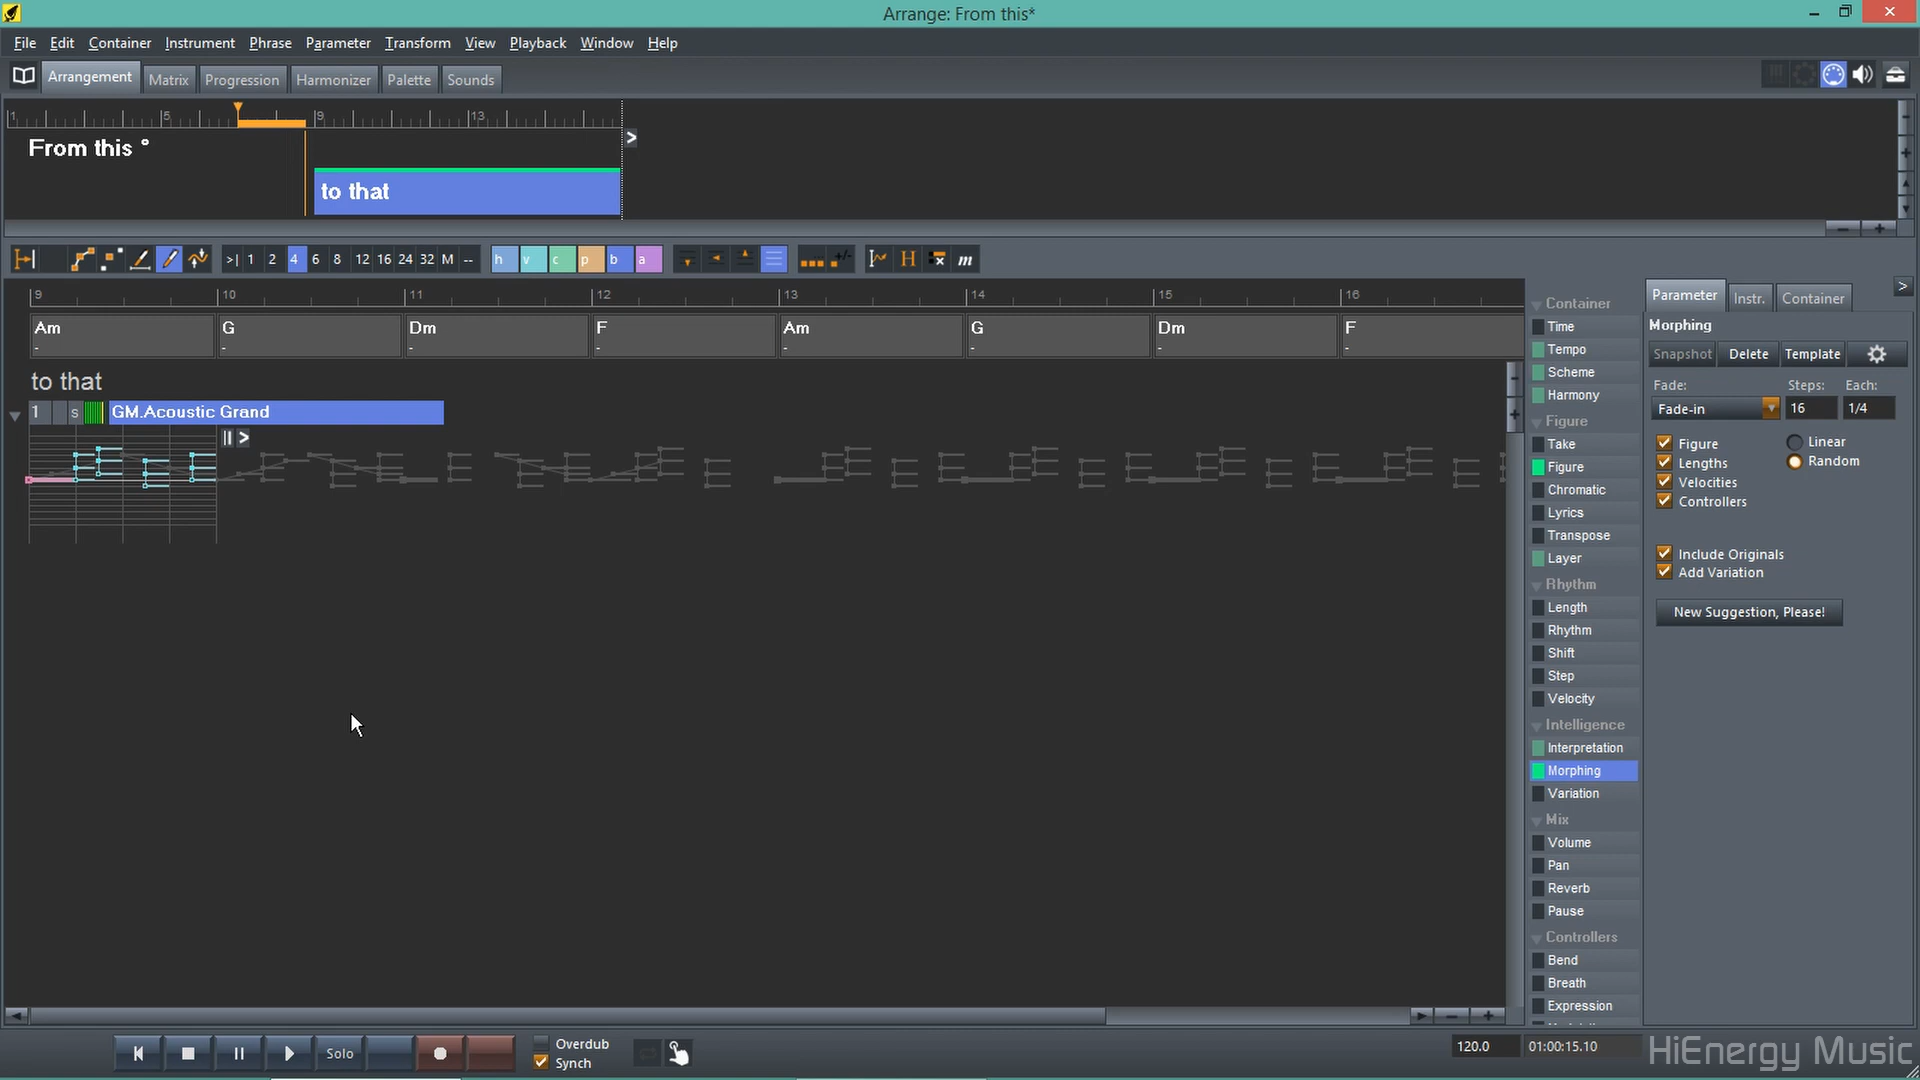 Arrange: From this*
File Edit Container Instrument Phrase Parameter Transform View Playback Window Help
Arrangement Matrix Progression Harmonizer Palette Sounds
1 5 9 13
From this °
>
to that
>| 1 2 4 6 8 12 16 24 32 M -- h v c p b a H m
9 10 11 12 13 14 15 16
Am G Dm F Am G Dm F
- - - - - - - -
to that
1 s GM.Acoustic Grand
|| >
Container
Time
Tempo
Scheme
Harmony
Figure
Take
Figure
Chromatic
Lyrics
Transpose
Layer
Rhythm
Length
Rhythm
Shift
Step
Velocity
Intelligence
Interpretation
Morphing
Variation
Mix
Volume
Pan
Reverb
Pause
Controllers
Bend
Breath
Expression
Parameter Instr. Container >
Morphing
Snapshot Delete Template
Fade: Steps: Each:
Fade-in 16 1/4
Figure Linear
Lengths Random
Velocities
Controllers
Include Originals
Add Variation
New Suggestion, Please!
Solo
Overdub
Synch
120.0 01:00:15.10
HiEnergy Music